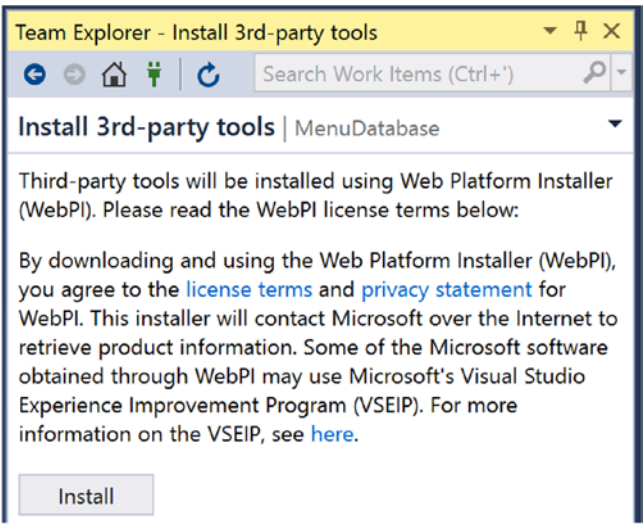 Team Explorer - Install 3rd-party tools
Search Work Items (Ctrl+')
Install 3rd-party tools | MenuDatabase
Third-party tools will be installed using Web Platform Installer
(WebPI). Please read the WebPI license terms below:
By downloading and using the Web Platform Installer (WebPI),
you agree to the license terms and privacy statement for
WebPI. This installer will contact Microsoft over the Internet to
retrieve product information. Some of the Microsoft software
obtained through WebPI may use Microsoft's Visual Studio
Experience Improvement Program (VSEIP). For more
information on the VSEIP, see here.
Install